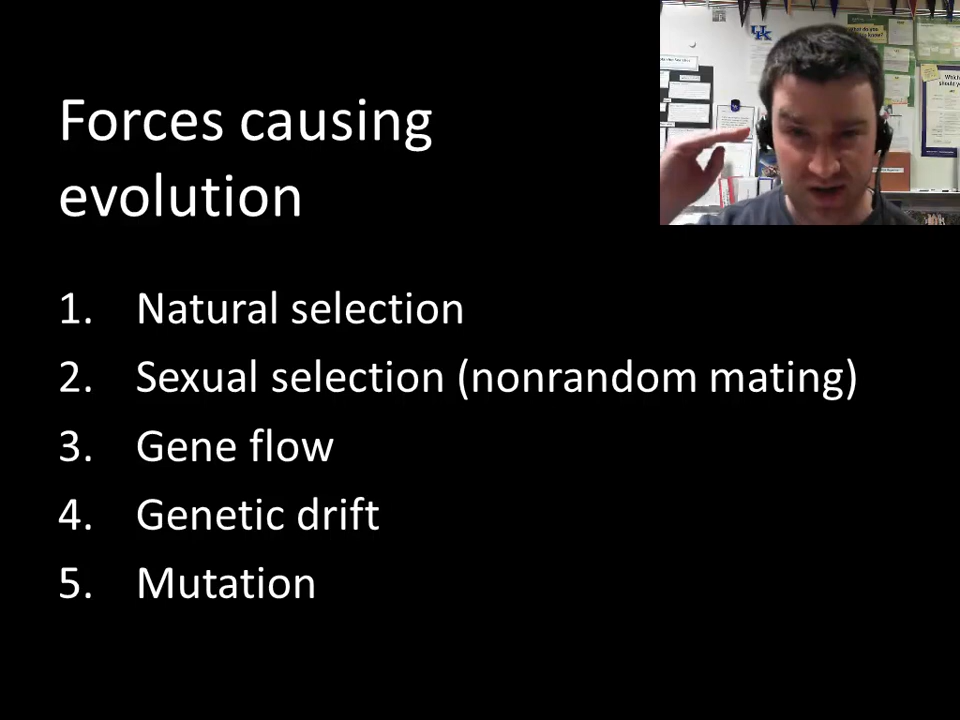 Forces causing
evolution
1. Natural selection
2. Sexual selection (nonrandom mating)
3. Gene flow
4. Genetic drift
5. Mutation
UK